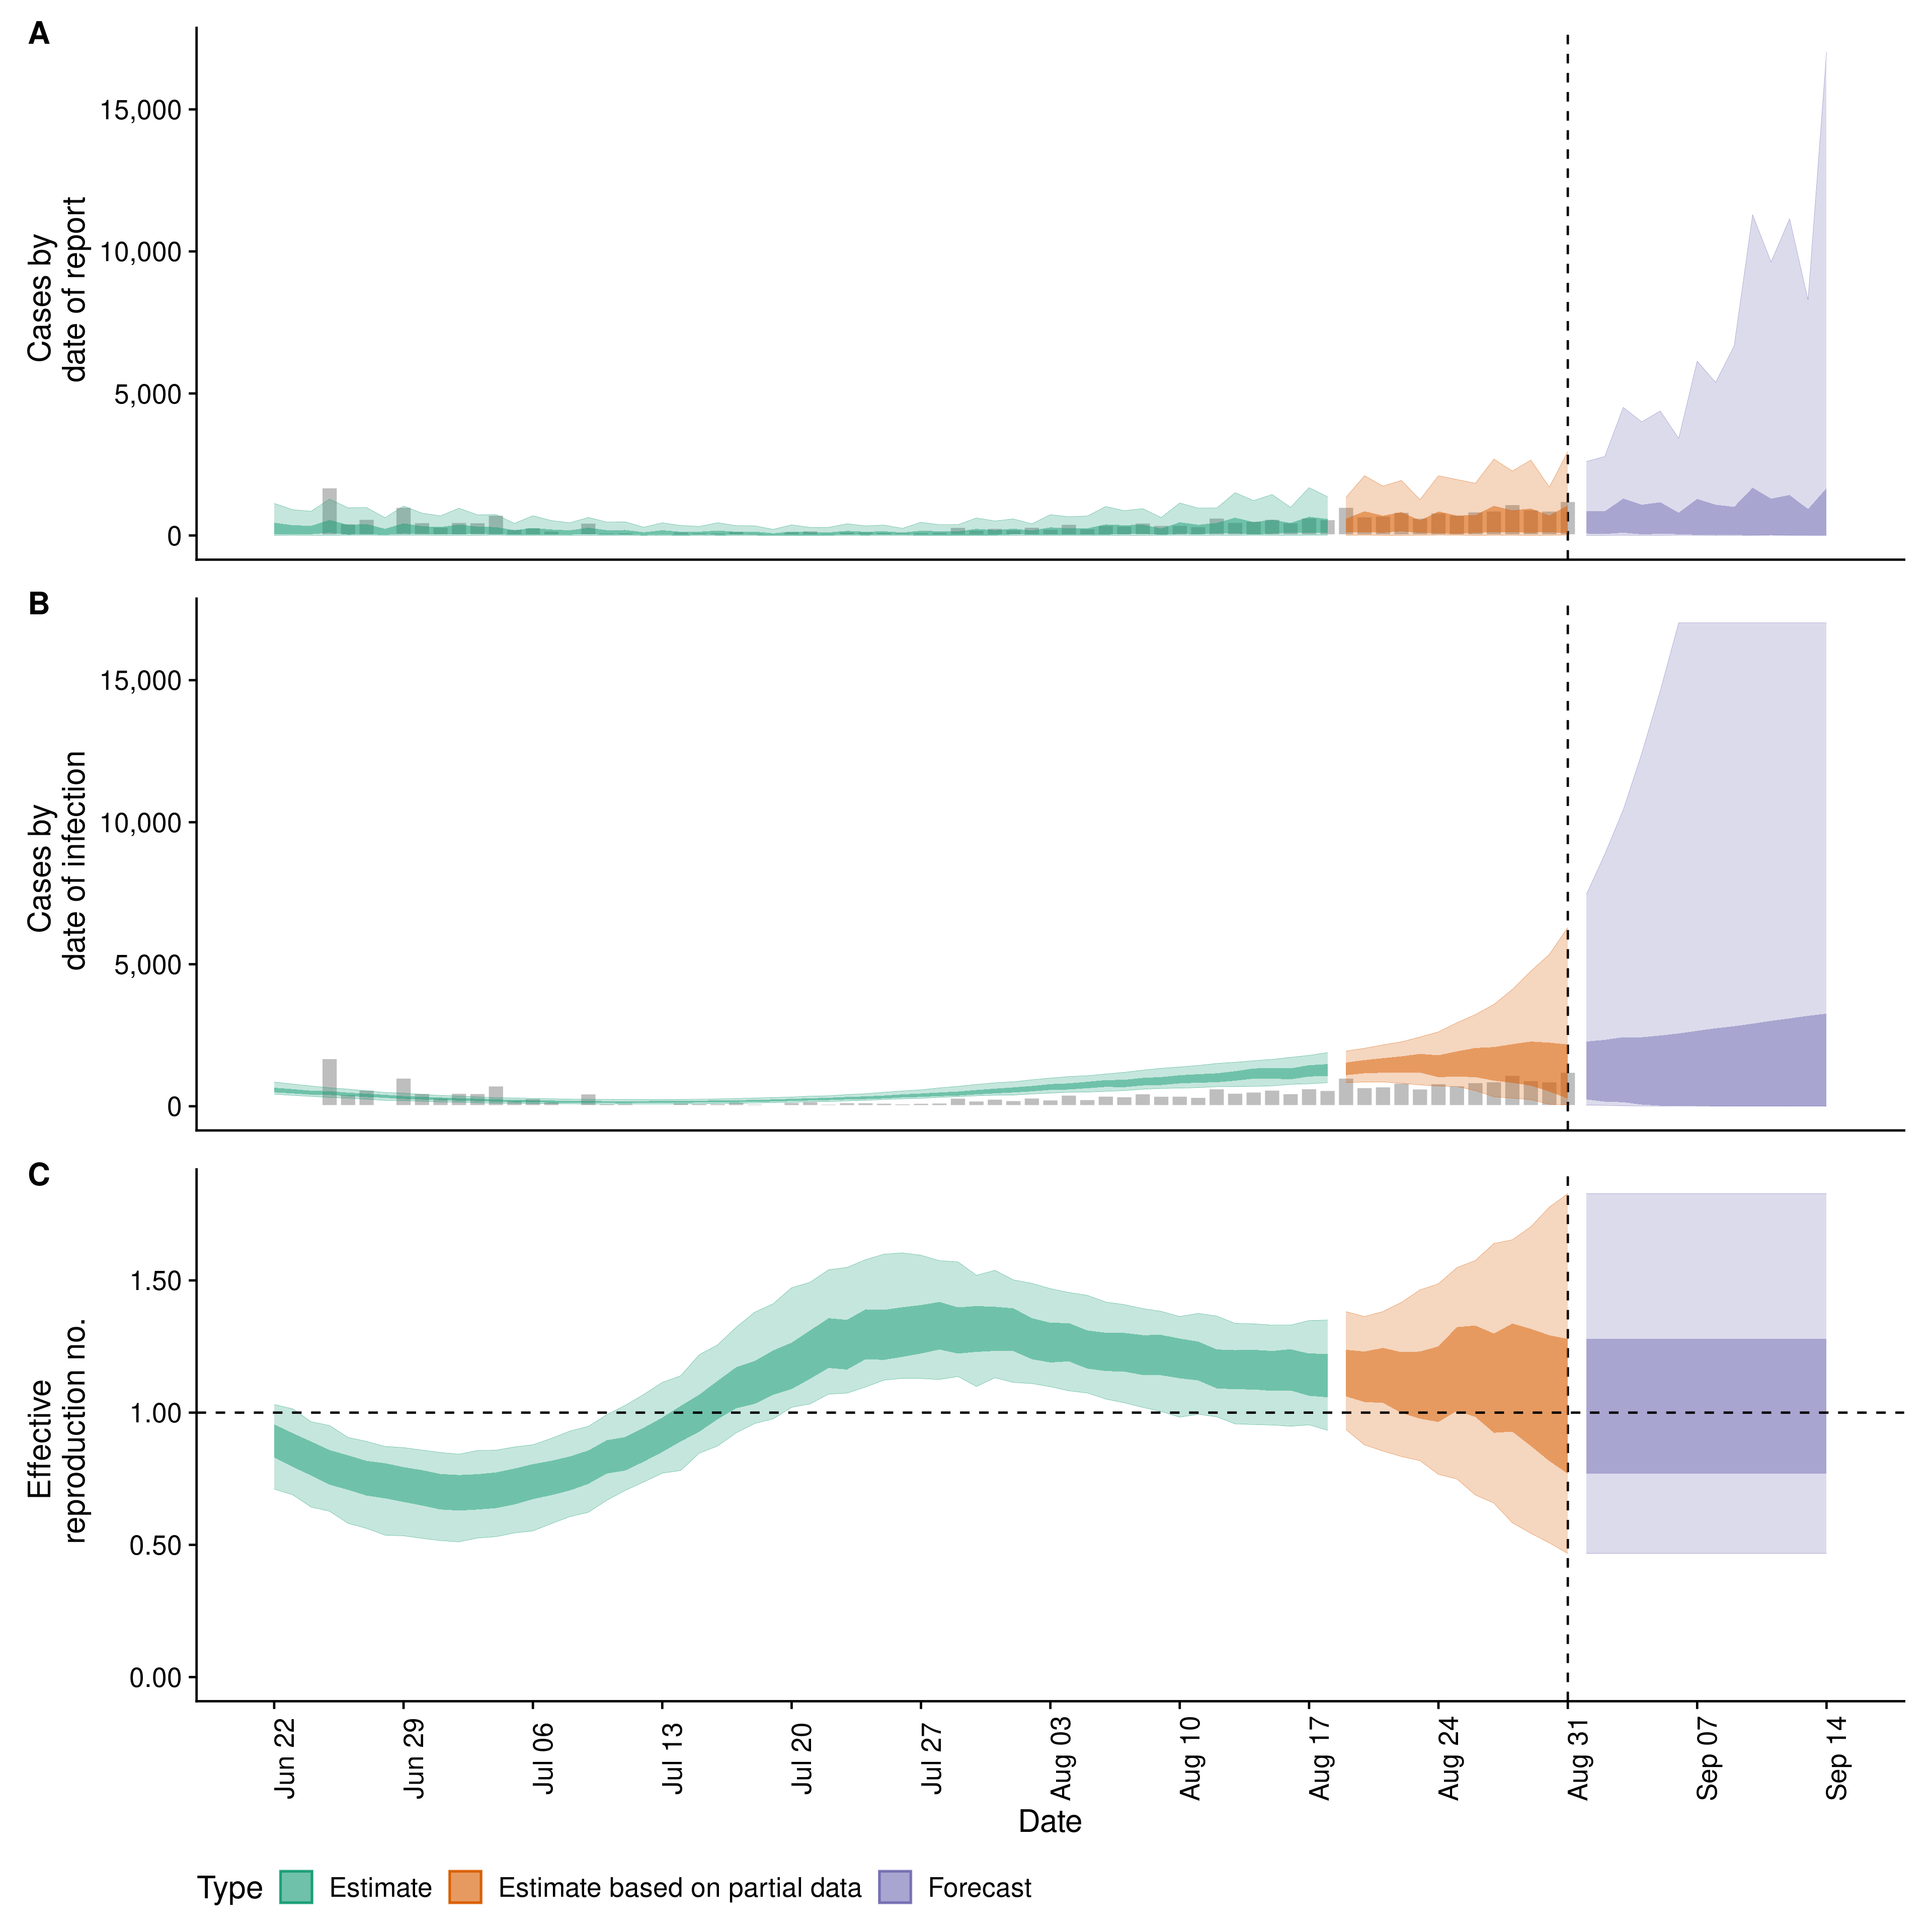 A
Cases by
date of report
15,000
10,000
5,000
0
B
Cases by
date of infection
15,000
10,000
5,000
0
C
Effective
reproduction no.
1.50
1.00
0.50
0.00
Jun 22
Jun 29
Jul 06
Jul 13
Jul 20
Jul 27
Aug 03
Aug 10
Aug 17
Aug 24
Aug 31
Sep 07
Sep 14
Date
Type Estimate Estimate based on partial data Forecast